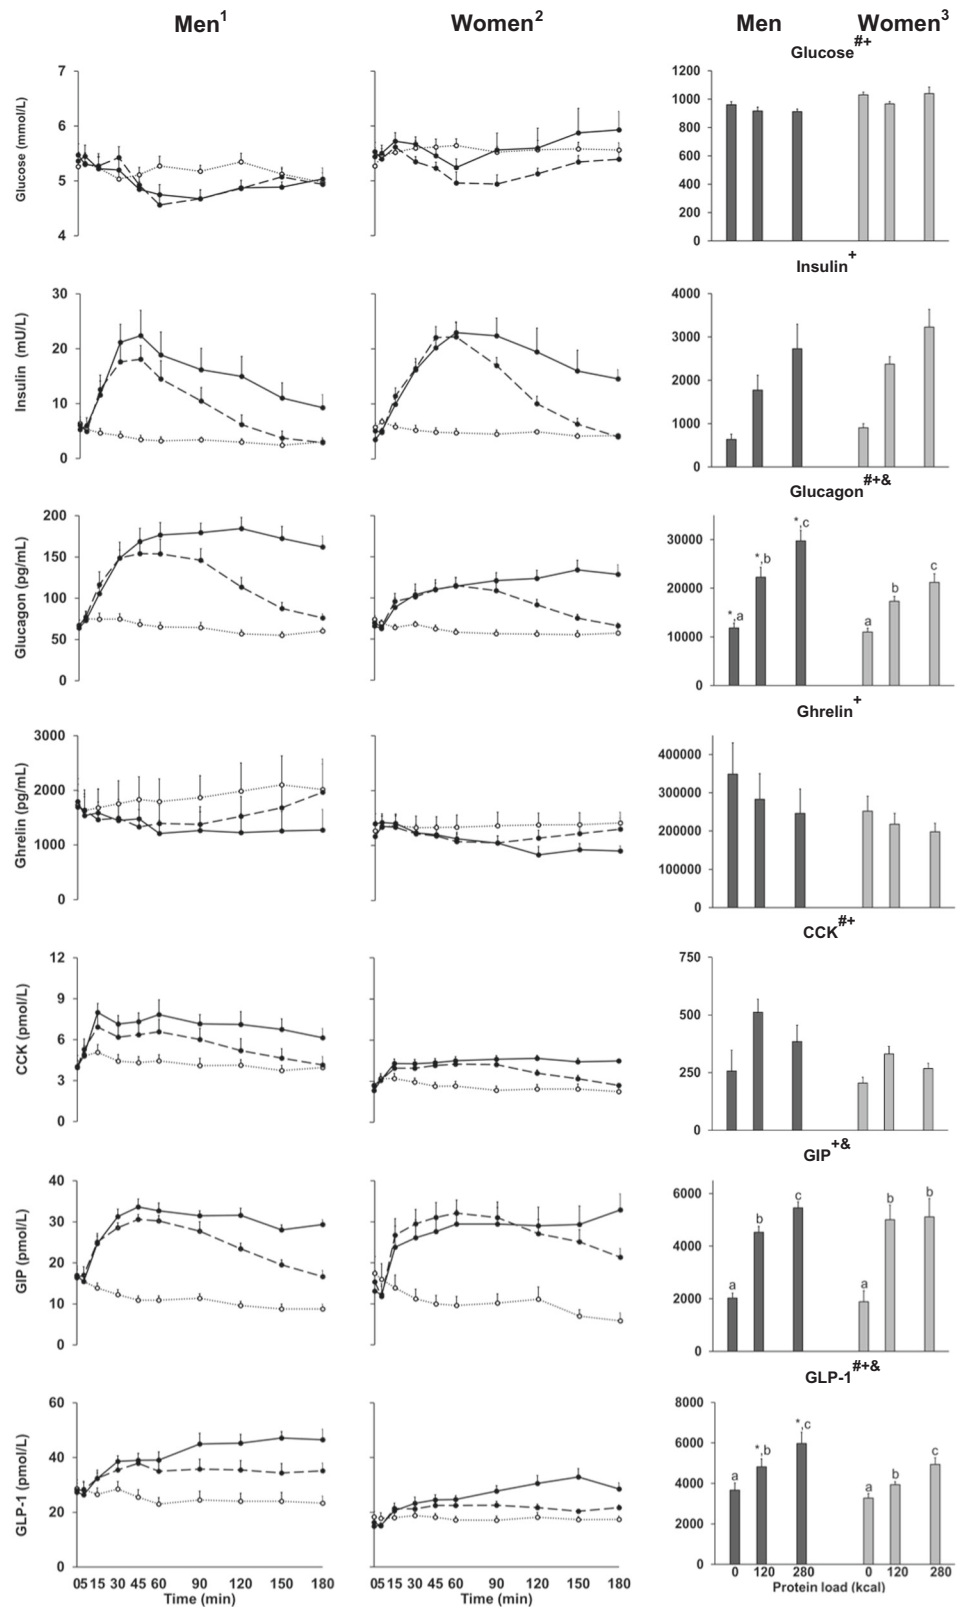 Men1 Women2 Men Women3
Glucose#+
Glucose (mmol/L)
7
6
5
4
1200
1000
800
600
400
200
0
Insulin+
Insulin (mU/L)
30
20
10
0
4000
3000
2000
1000
0
Glucagon#+&
Glucagon (pg/mL)
200
150
100
50
0
30000
20000
10000
0
*,a
*,b
*,c
a
b
c
Ghrelin+
Ghrelin (pg/mL)
3000
2000
1000
0
400000
300000
200000
100000
0
CCK#+
CCK (pmol/L)
12
9
6
3
0
750
500
250
0
GIP+&
GIP (pmol/L)
40
30
20
10
0
6000
4000
2000
0
a
b
c
a
b
b
GLP-1#+&
GLP-1 (pmol/L)
60
40
20
0
8000
6000
4000
2000
0
a
*,b
*,c
a
b
c
0 5 15 30 45 60 90 120 150 180
Time (min)
0 5 15 30 45 60 90 120 150 180
Time (min)
0 120 280 0 120 280
Protein load (kcal)